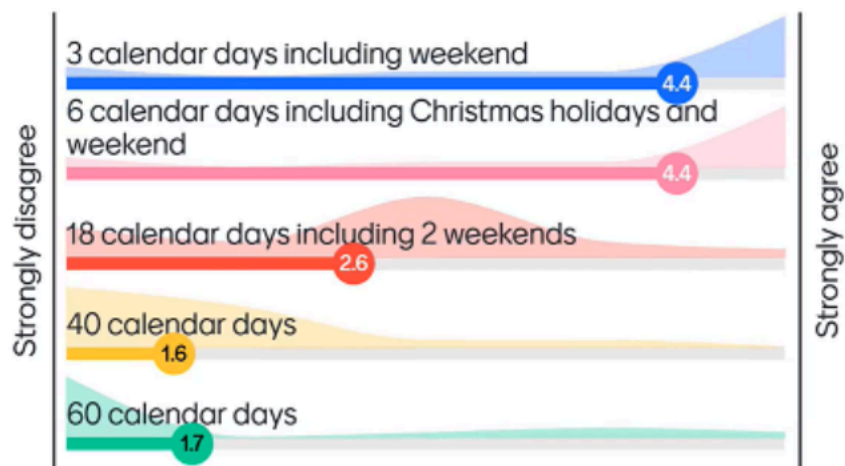 3 calendar days including weekend
4.4
6 calendar days including Christmas holidays and
weekend
4.4
18 calendar days including 2 weekends
2.6
40 calendar days
1.6
60 calendar days
1.7
Strongly disagree
Strongly agree